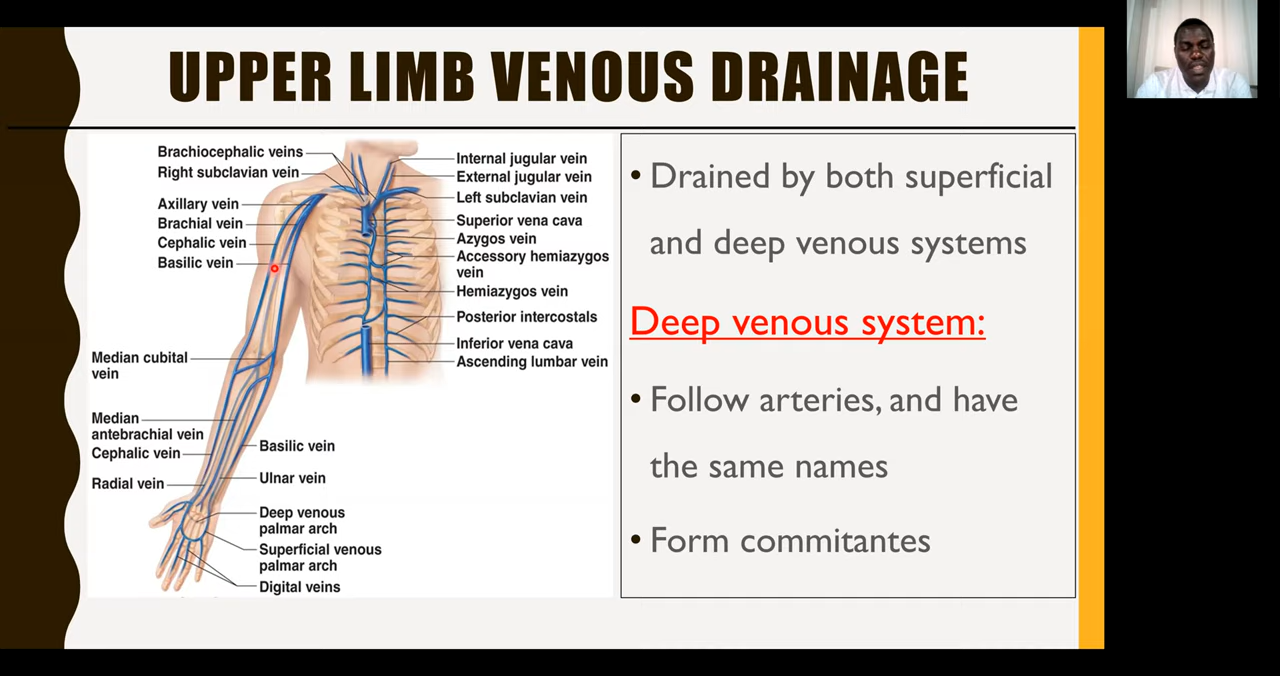 UPPER LIMB VENOUS DRAINAGE
Brachiocephalic veins
Right subclavian vein
Axillary vein
Brachial vein
Cephalic vein
Basilic vein
Median cubital
vein
Median
antebrachial vein
Cephalic vein
Radial vein
Internal jugular vein
External jugular vein
Left subclavian vein
Superior vena cava
Azygos vein
Accessory hemiazygos
vein
Hemiazygos vein
Posterior intercostals
Inferior vena cava
Ascending lumbar vein
Basilic vein
Ulnar vein
Deep venous
palmar arch
Superficial venous
palmar arch
Digital veins
• Drained by both superficial
and deep venous systems
Deep venous system:
• Follow arteries, and have
the same names
• Form commitantes